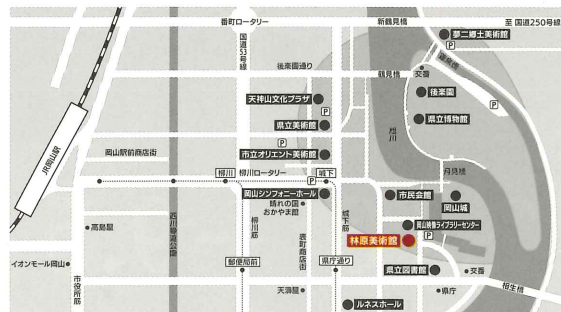 番町ロータリー
新鶴見橋
至 国道250号線
夢二郷土美術館
P
国道53号線
蓬莱橋
後楽園通り
鶴見橋
交番
天神山文化プラザ
後楽園
P
P
県立美術館
県立博物館
旭川
P
JR岡山駅
岡山駅前商店街
市立オリエント美術館
月見橋
柳川
柳川ロータリー
城下
P
岡山シンフォニーホール
市民会館
岡山城
晴れの国
おかやま館
岡山映像ライブラリーセンター
高島屋
西川緑道公園
柳川筋
表町商店街
城下筋
林原美術館
P
イオンモール岡山
郵便局前
県庁通り
県立図書館
交番
市役所筋
天満屋
県庁
相生橋
ルネスホール